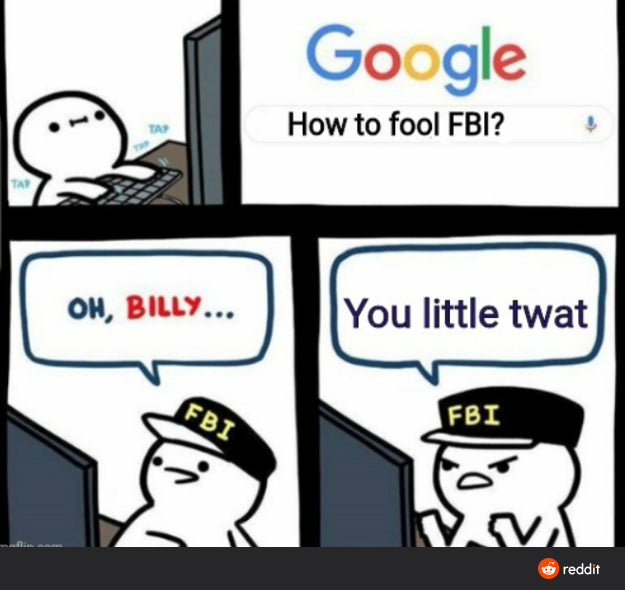 Google
How to fool FBI?
TAP
TAP
TAP
OH, BILLY...
You little twat
FBI
FBI
reddit